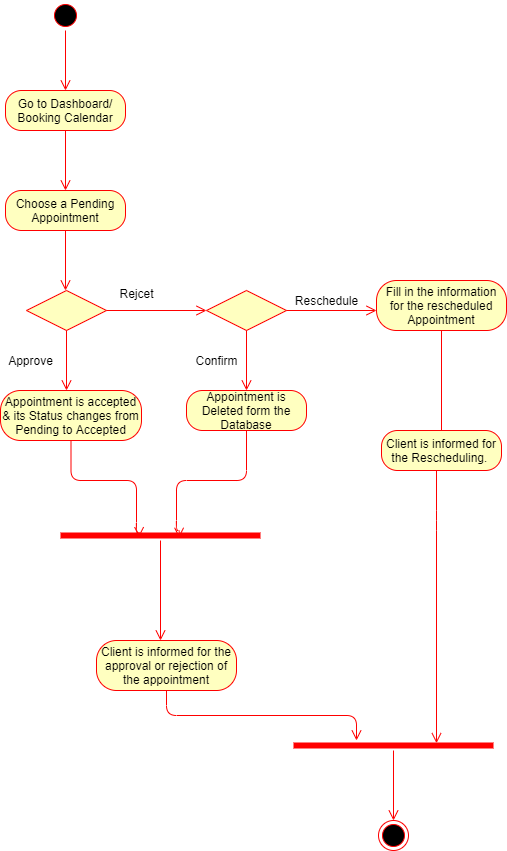 Go to Dashboard/
Booking Calendar
Choose a Pending
Appointment
Rejcet
Reschedule
Fill in the information
for the rescheduled
Appointment
Approve
Confirm
Appointment is accepted
& its Status changes from
Pending to Accepted
Appointment is
Deleted form the
Database
Client is informed for
the Rescheduling.
Client is informed for the
approval or rejection of
the appointment